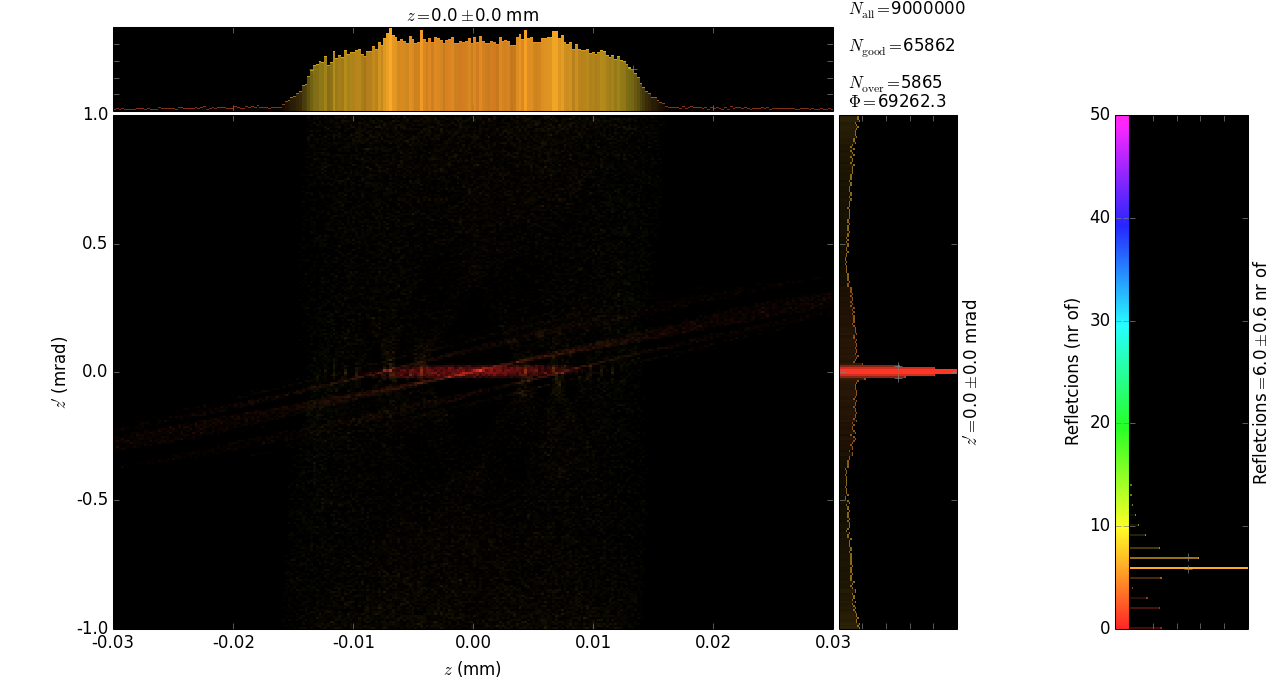 z=0.0±0.0 mm
N_all=9000000
N_good=65862
N_over=5865
Φ=69262.3
1.0
0.5
0.0
-0.5
-1.0
z′ (mrad)
-0.03
-0.02
-0.01
0.00
0.01
0.02
0.03
z (mm)
z′=0.0±0.0 mrad
50
40
30
20
10
0
Refletcions (nr of)
Refletcions=6.0±0.6 nr of